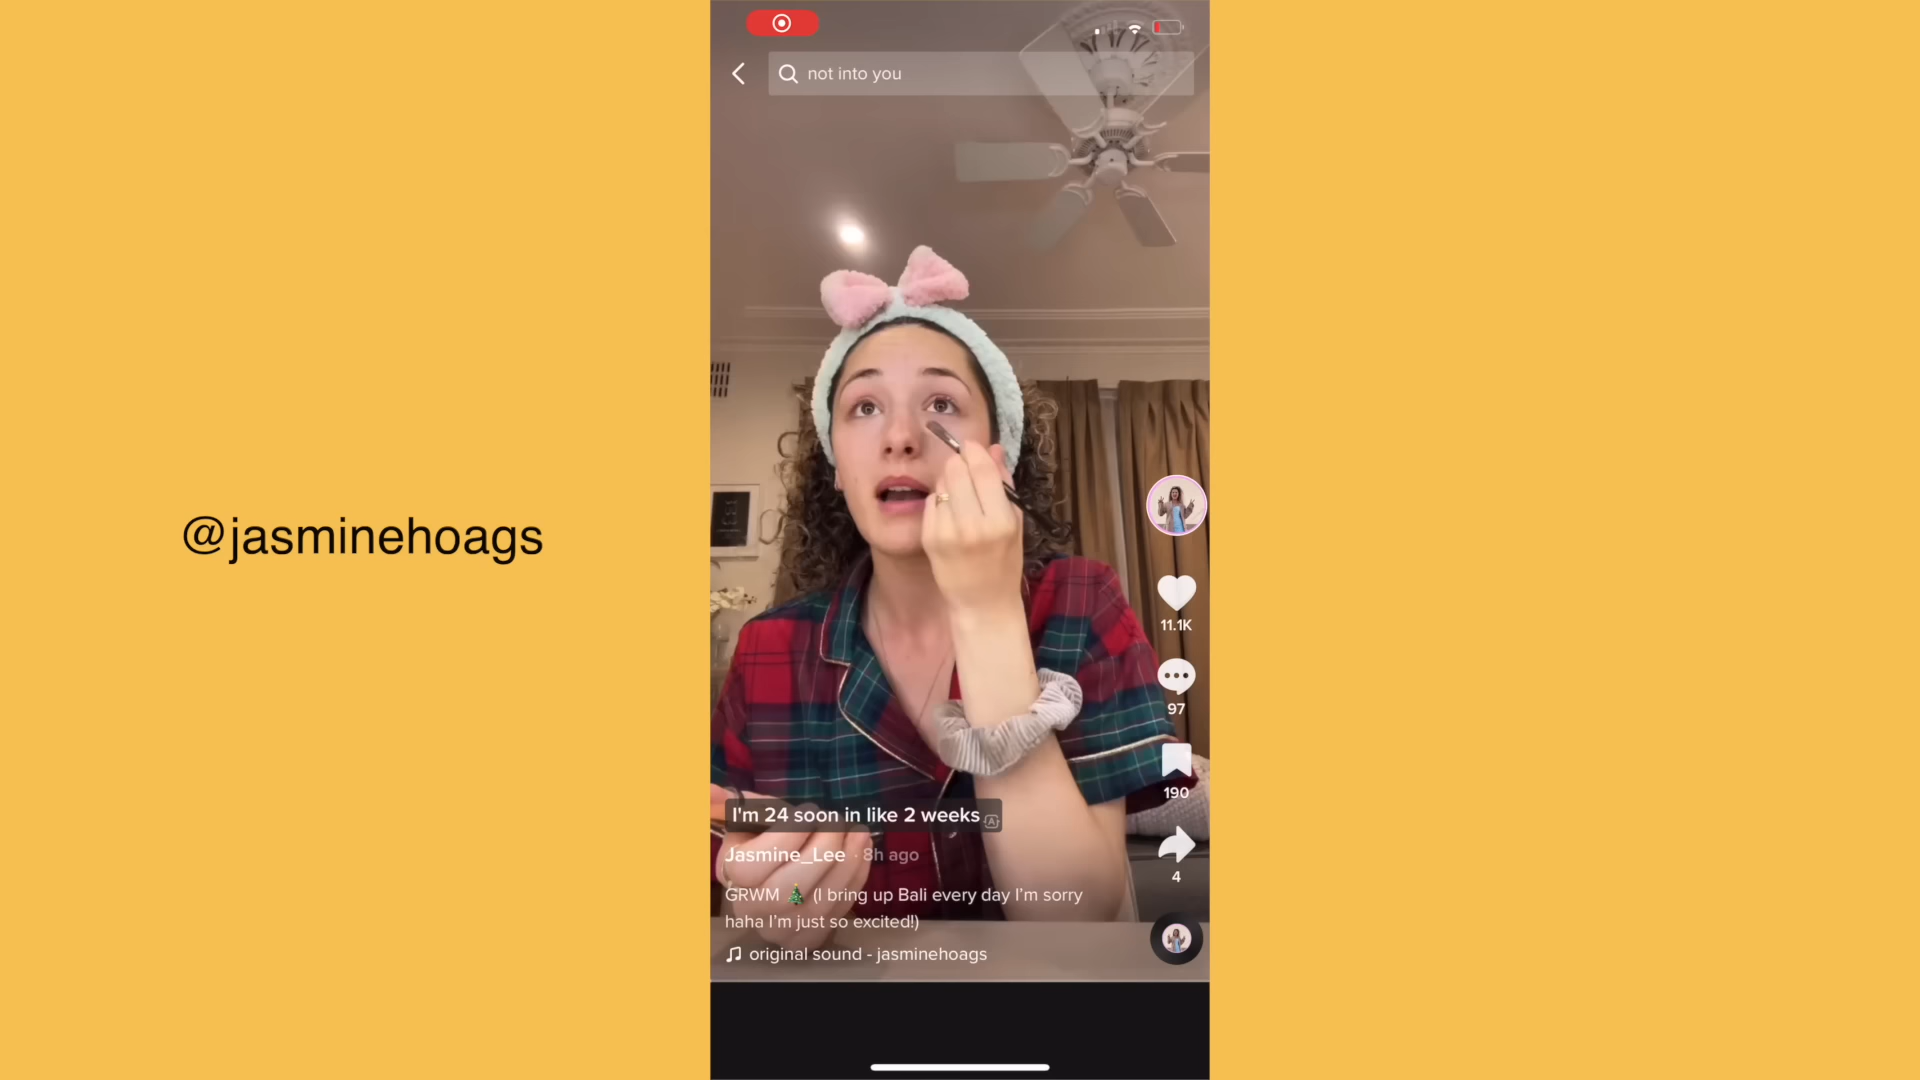 not into you
@jasminehoags
11.1K
97
190
I'm 24 soon in like 2 weeks
Jasmine_Lee · 8h ago
4
GRWM 🎄 (I bring up Bali every day I'm sorry
haha I'm just so excited!)
original sound - jasminehoags